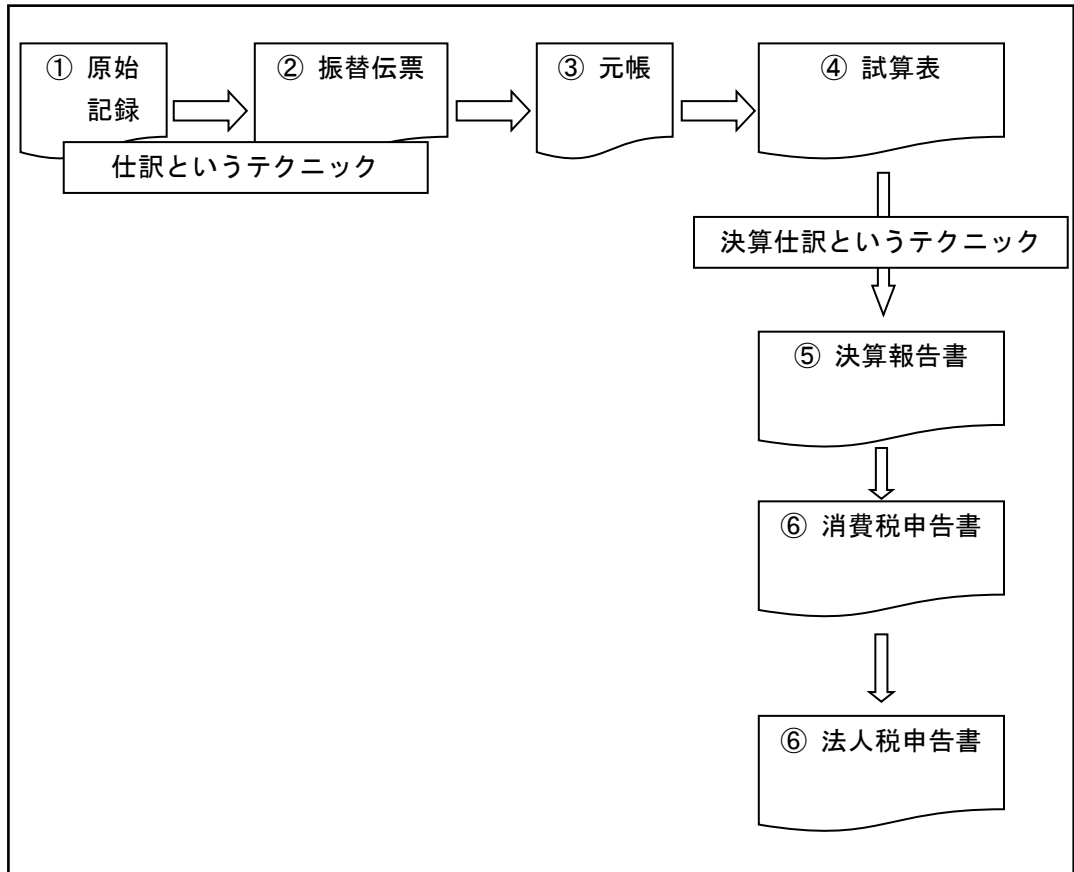 ① 原始
記録
② 振替伝票
③ 元帳
④ 試算表
仕訳というテクニック
決算仕訳というテクニック
⑤ 決算報告書
⑥ 消費税申告書
⑥ 法人税申告書